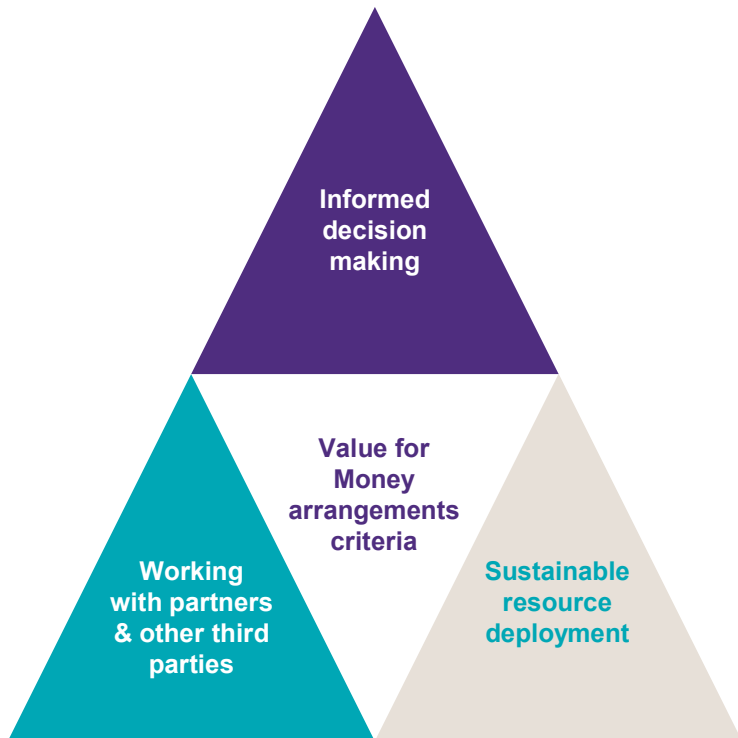 Informed
decision
making
Value for
Money
arrangements
criteria
Working
with partners
& other third
parties
Sustainable
resource
deployment